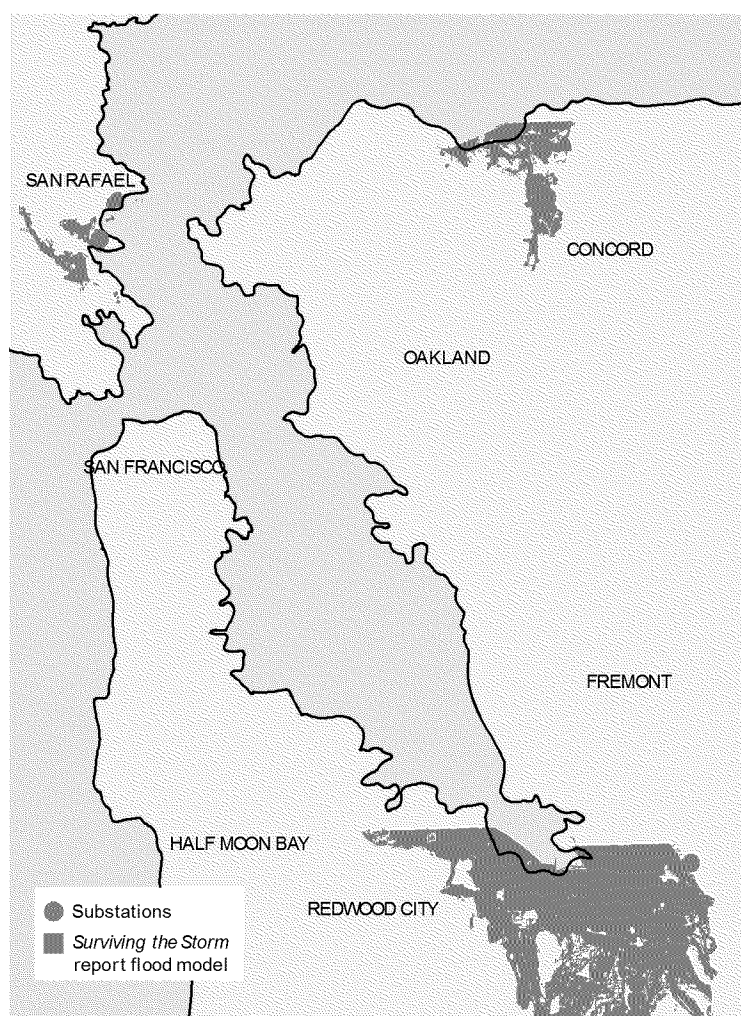 SAN RAFAEL
CONCORD
OAKLAND
SAN FRANCISCO
FREMONT
HALF MOON BAY
REDWOOD CITY
Substations
Surviving the Storm
report flood model